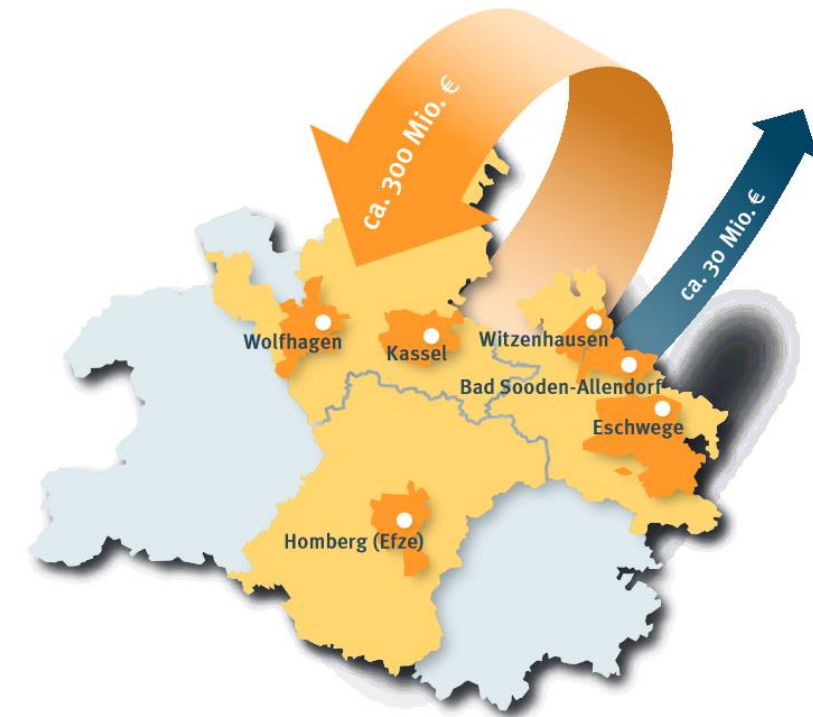 ca. 300 Mio. €
ca. 30 Mio. €
Wolfhagen
Kassel
Witzenhausen
Bad Sooden-Allendorf
Eschwege
Homberg (Efze)